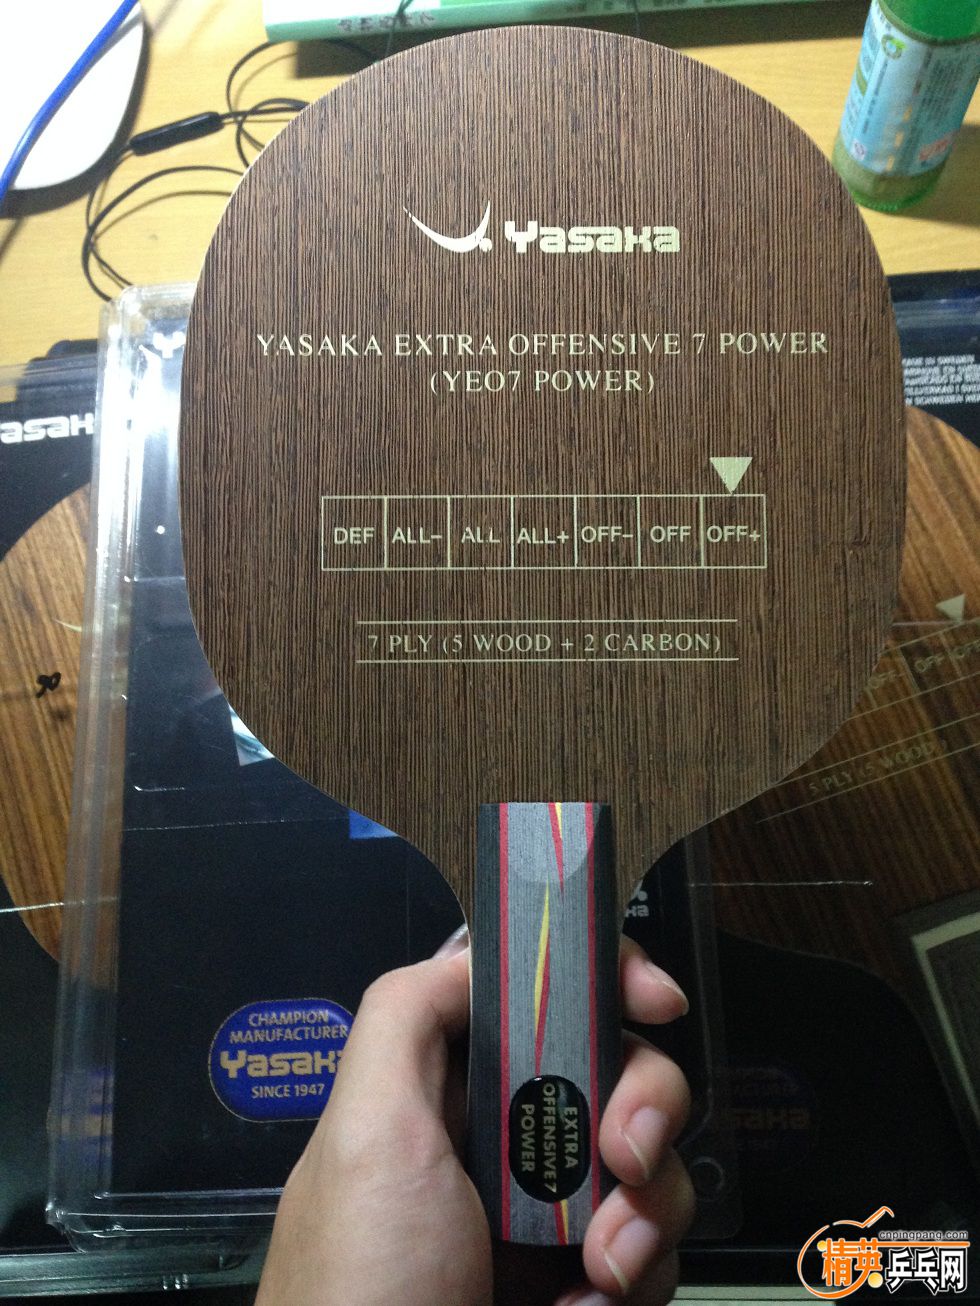 Yasaka
YASAKA EXTRA OFFENSIVE 7 POWER
(YEO7 POWER)
DEF ALL- ALL ALL+ OFF- OFF OFF+
7 PLY (5 WOOD + 2 CARBON)
5 PLY (5 WOOD)
CHAMPION
MANUFACTURER
Yasaka
SINCE 1947
EXTRA
OFFENSIVE 7
POWER
cnpingpang.com
精英乒乓网